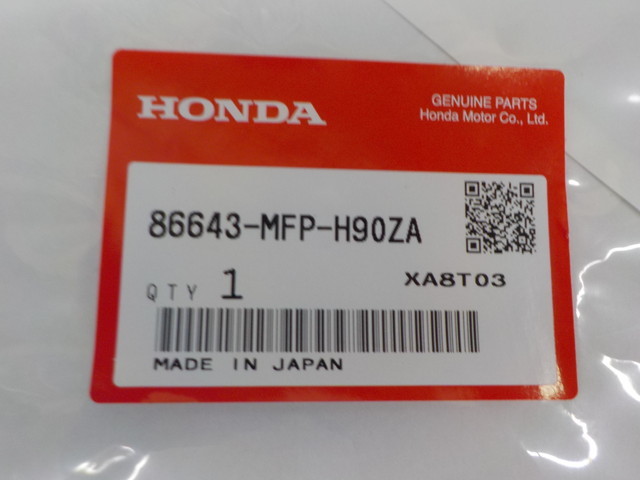 HONDA
GENUINE PARTS
Honda Motor Co., Ltd.
86643-MFP-H90ZA
QTY 1
XA8T03
MADE IN JAPAN